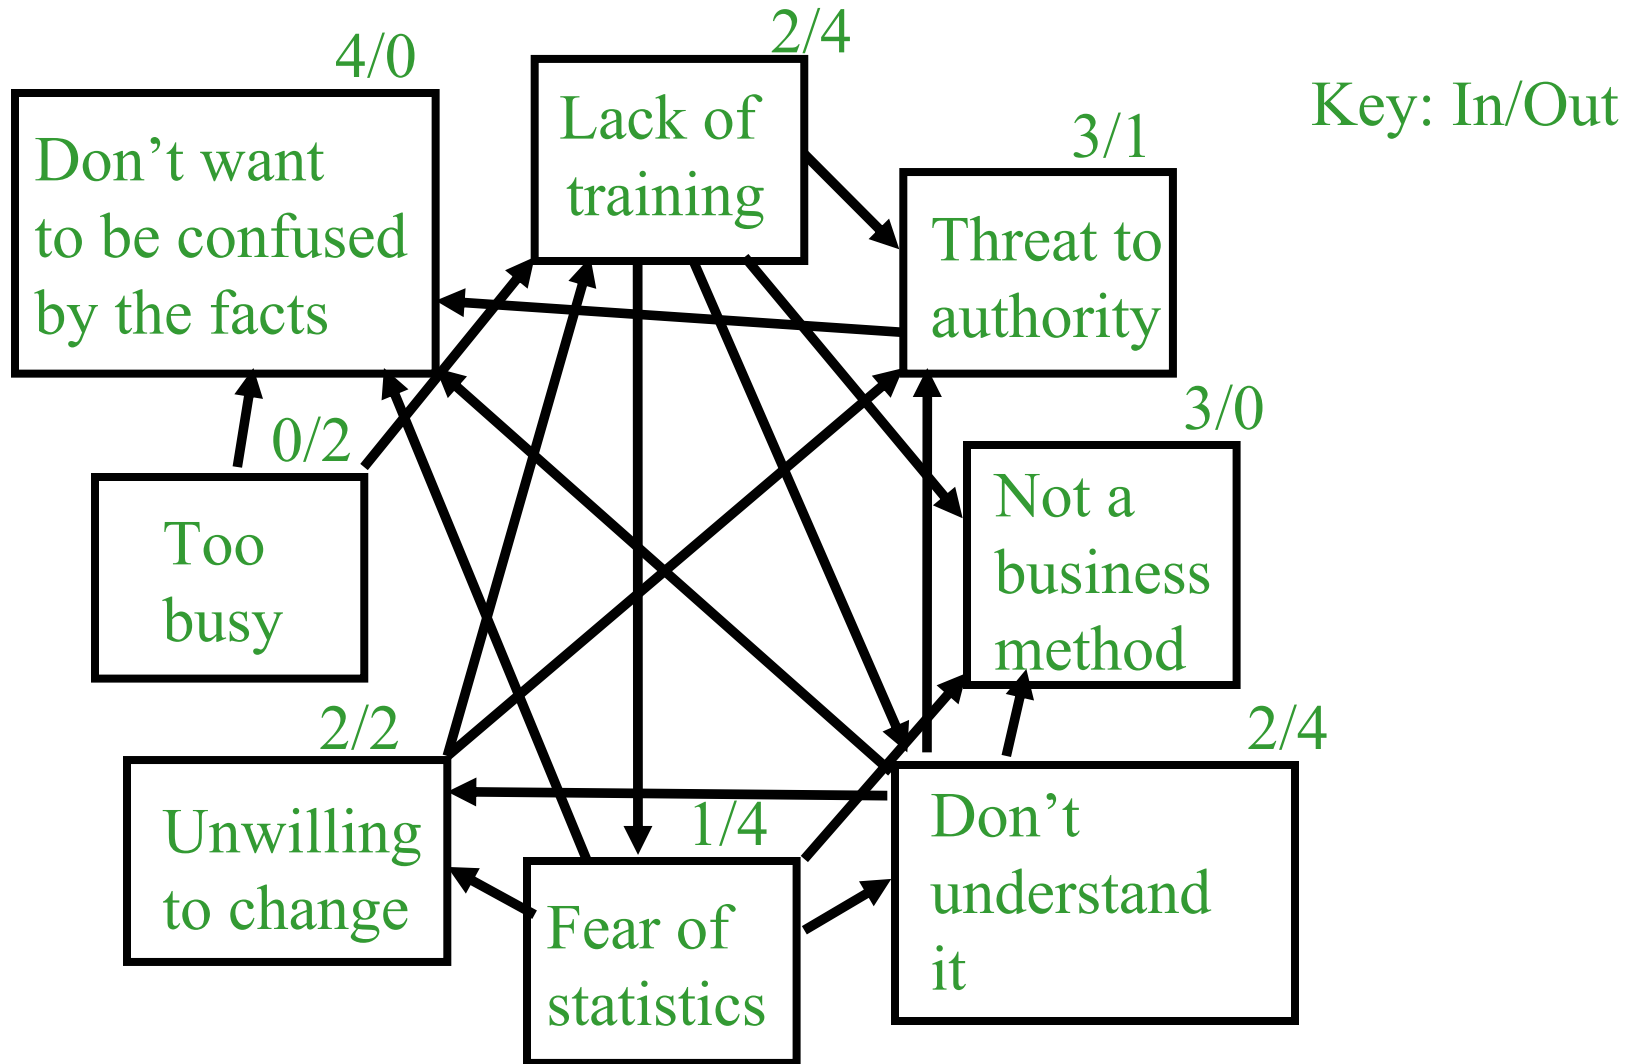 2/4
4/0
Key: In/Out
Lack of
training
3/1
Don’t want
to be confused
by the facts
Threat to
authority
3/0
0/2
Not a
business
method
Too
busy
2/2
2/4
Unwilling
to change
1/4
Don’t
understand
it
Fear of
statistics